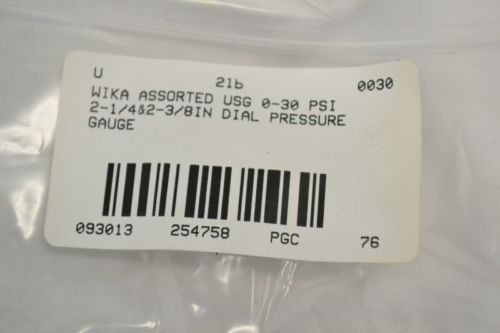 U 21b 0030
WIKA ASSORTED USG 0-30 PSI
2-1/4&2-3/8IN DIAL PRESSURE
GAUGE
093013 254758 PGC 76